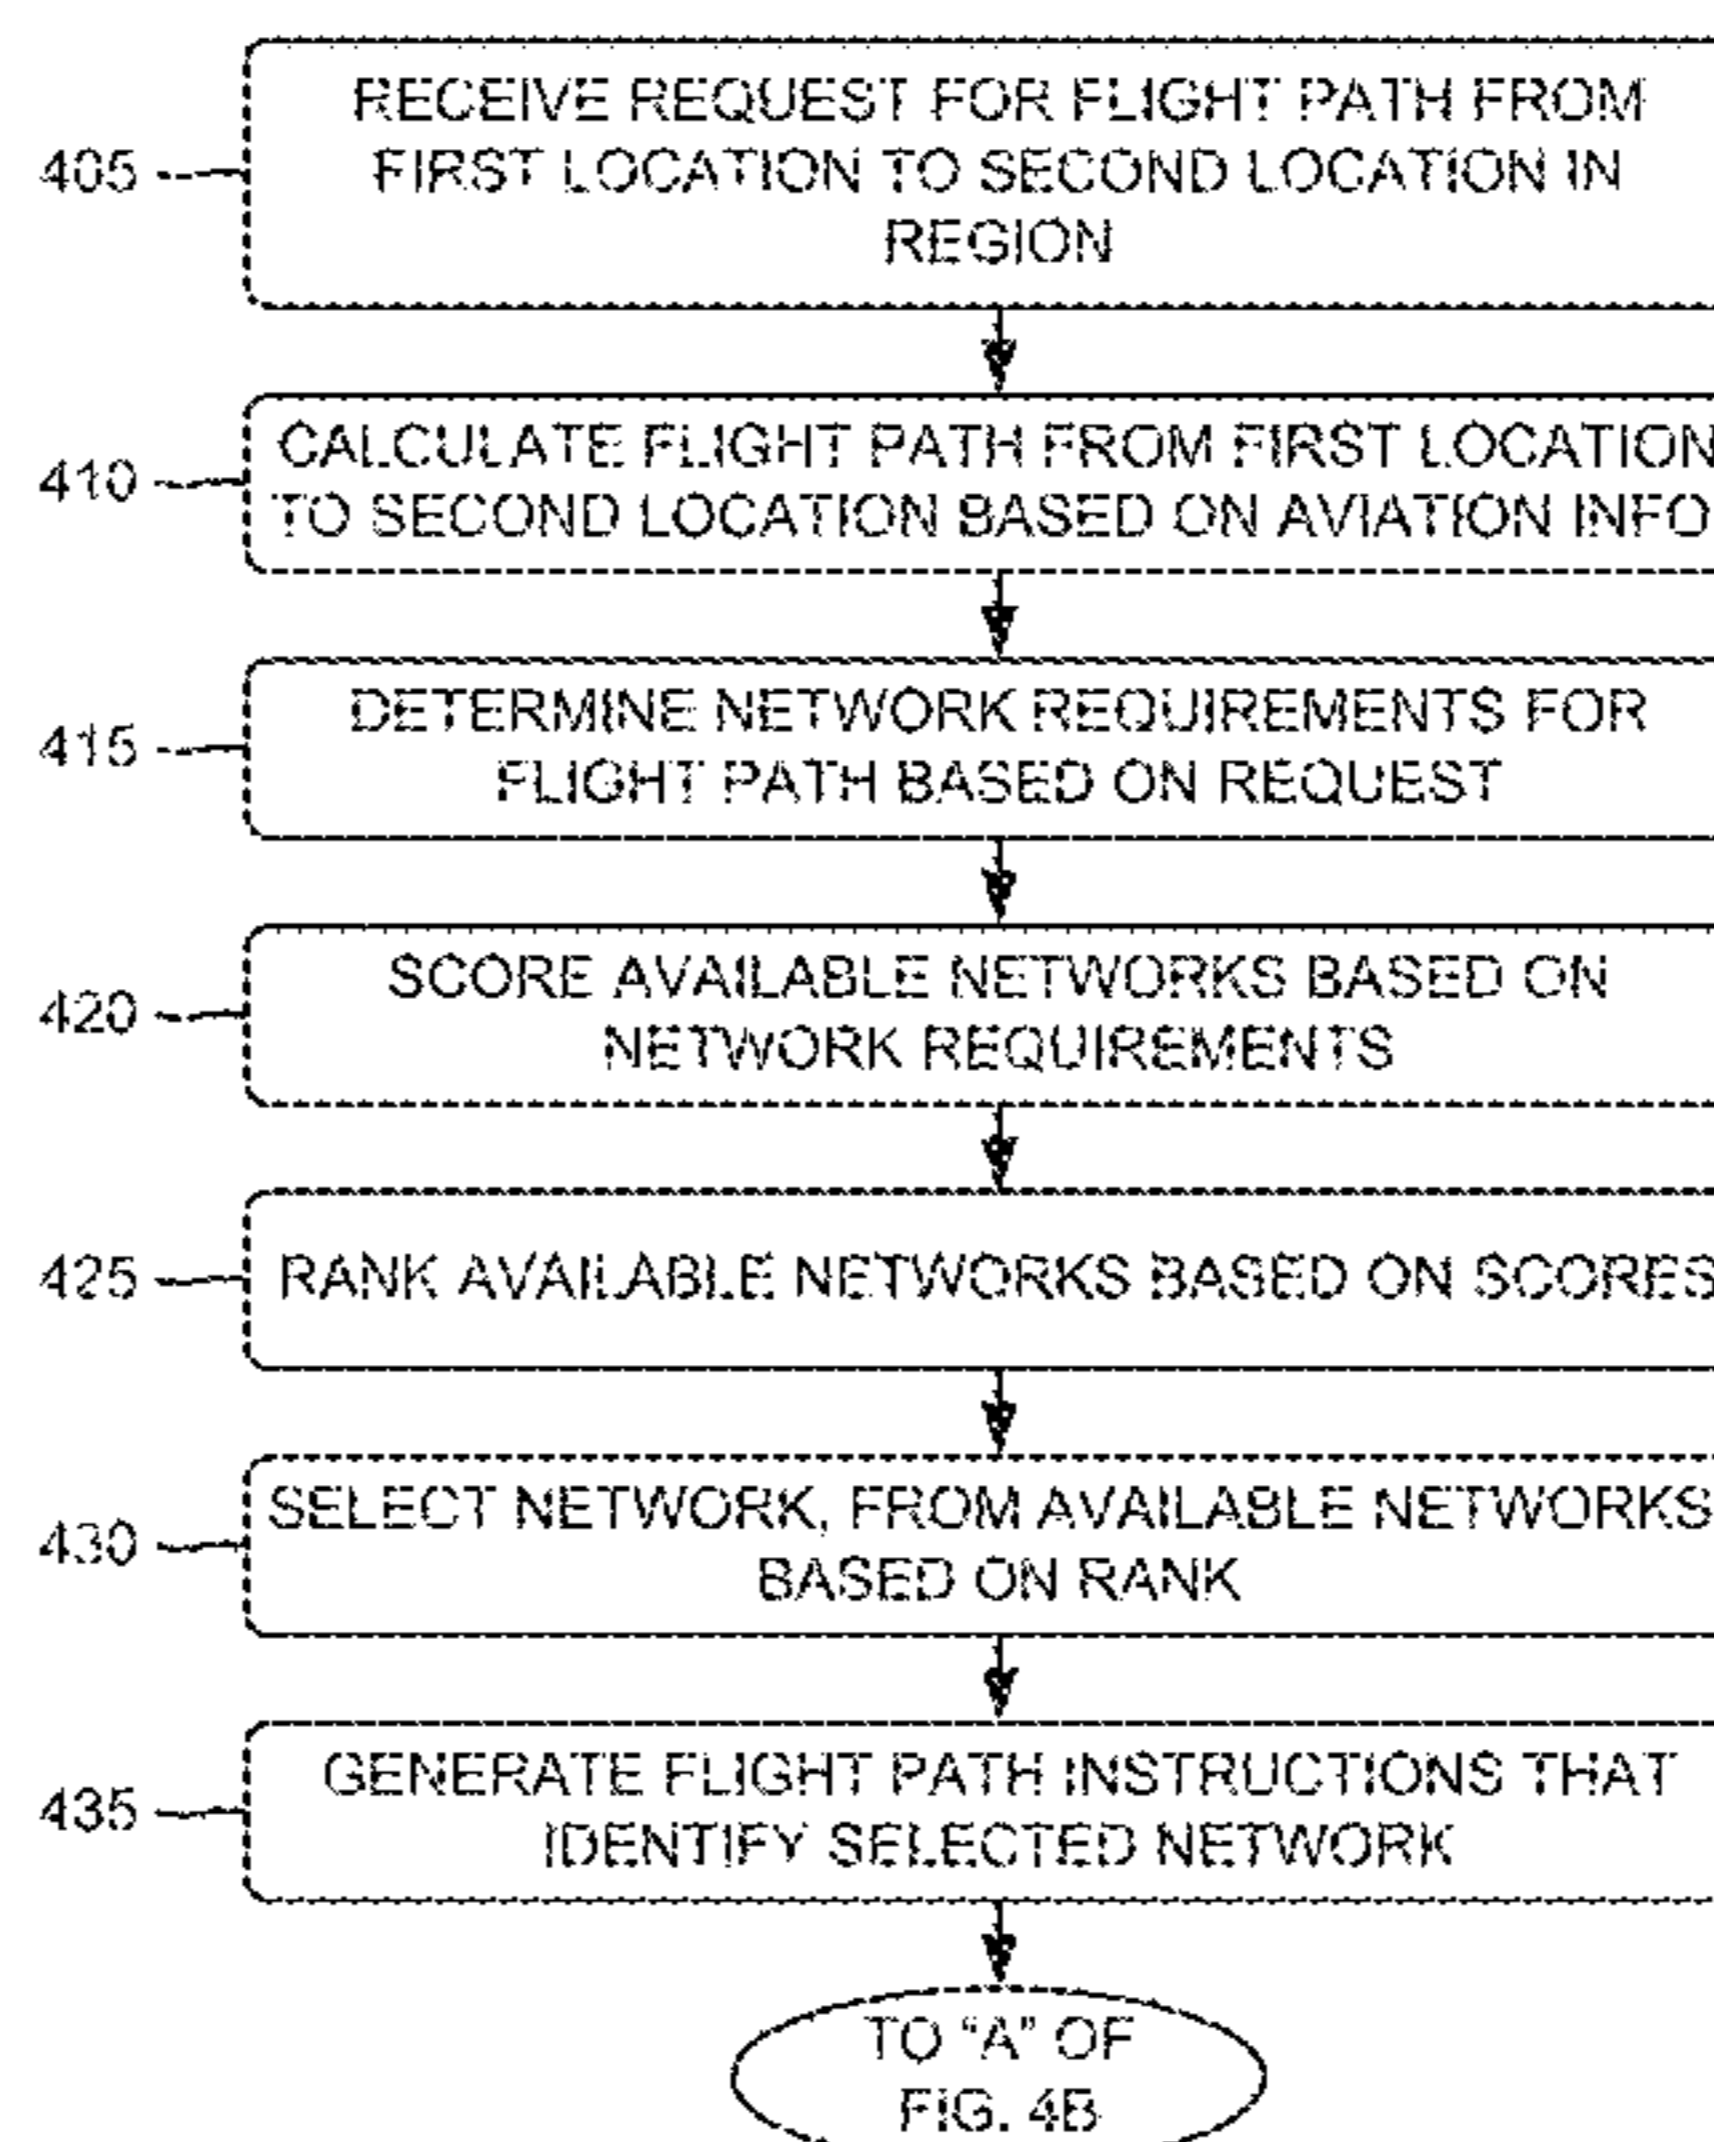 RECEIVE REQUEST FOR FLIGHT PATH FROM
405
FIRST LOCATION TO SECOND LOCATION IN
REGION
CALCULATE FLIGHT PATH FROM FIRST LOCATION
410
TO SECOND LOCATION BASED ON AVIATION INFO
DETERMINE NETWORK REQUIREMENTS FOR
415
FLIGHT PATH BASED ON REQUEST
SCORE AVAILABLE NETWORKS BASED ON
420
NETWORK REQUIREMENTS
425
RANK AVAILABLE NETWORKS BASED ON SCORES
SELECT NETWORK, FROM AVAILABLE NETWORKS
430
BASED ON RANK
GENERATE FLIGHT PATH INSTRUCTIONS THAT
435
IDENTIFY SELECTED NETWORK
TO “A” OF
FIG. 4B